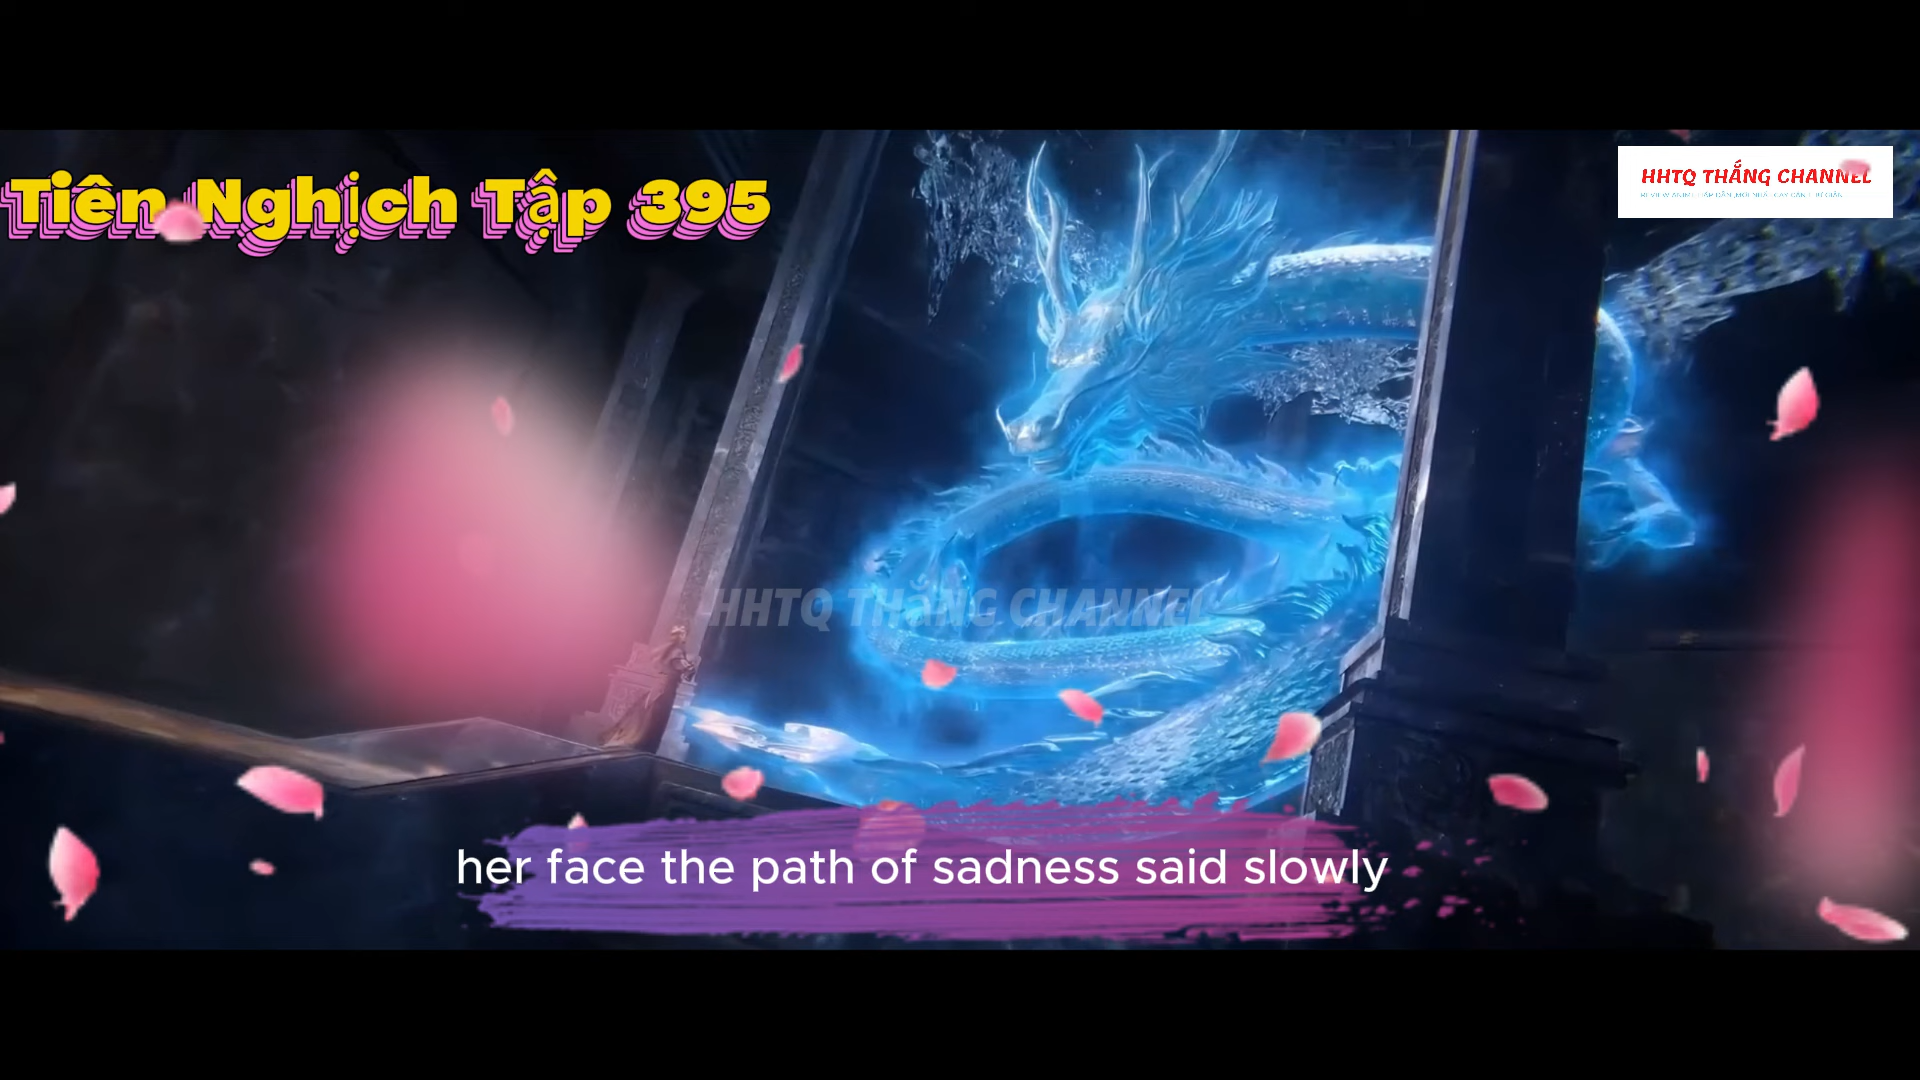 Tiên Nghịch Tập 395
HHTQ THẮNG CHANNEL
HHTQ THẮNG CHANNEL
her face the path of sadness said slowly